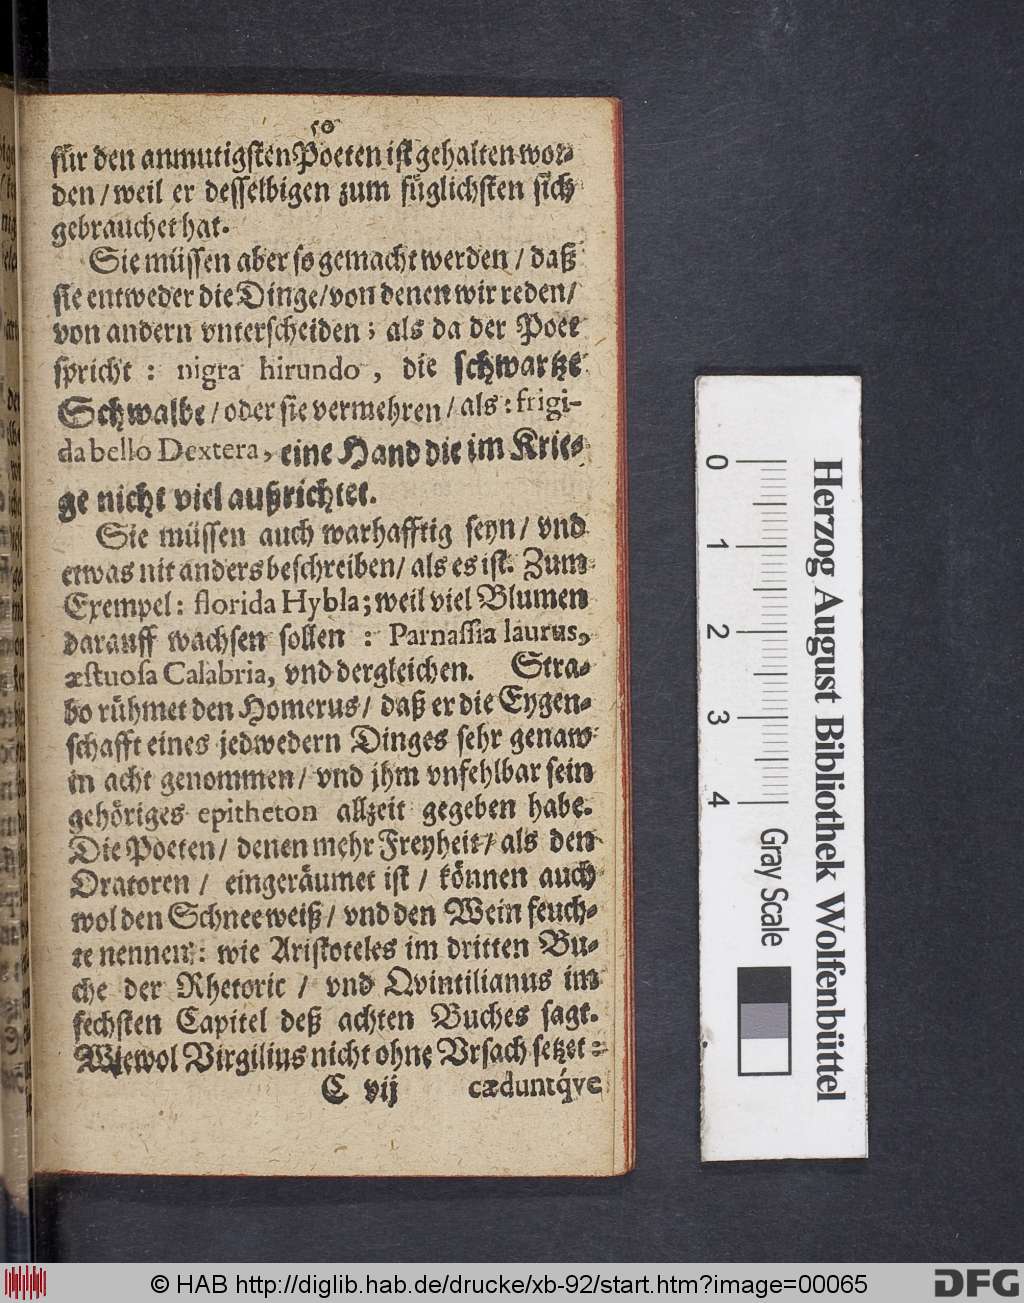 50
für den anmutigsten Poeten ist gehalten wor-
den / weil er desselbigen zum füglichsten sich
gebrauchet hat.
Sie müssen aber so gemacht werden / daß
sie entweder die Dinge / von denen wir reden /
von andern vnterscheiden ; als da der Poet
spricht : nigra hirundo , die schwartze
Schwalbe / oder sie vermehren / als : frigi-
da bello Dextera, eine Hand die im Krie-
ge nicht viel außrichtet.
Sie müssen auch warhafftig seyn / vnd
etwas nit anders beschreiben / als es ist. Zum
Exempel : florida Hybla ; weil viel Blumen
darauff wachsen sollen : Parnassia laurus,
æstuosa Calabria, vnd dergleichen. Stra-
bo rühmet den Homerus / daß er die Eygen-
schafft eines jedwedern Dinges sehr genaw
in acht genommen / vnd jhm vnfehlbar sein
gehöriges epitheton allzeit gegeben habe.
Die Poeten / denen mehr Freyheit / als den
Oratoren / eingeräumet ist / können auch
wol den Schnee weiß / vnd den Wein feuch-
te nennen : wie Aristoteles im dritten Bu-
che der Rhetoric / vnd Qvintilianus im
sechsten Capitel deß achten Buches sagt.
Wiewol Virgilius nicht ohne Vrsach setzet :
C vij cæduntq́ve
0 1 2 3 4 Gray Scale
Herzog August Bibliothek Wolfenbüttel
© HAB http://diglib.hab.de/drucke/xb-92/start.htm?image=00065
DFG